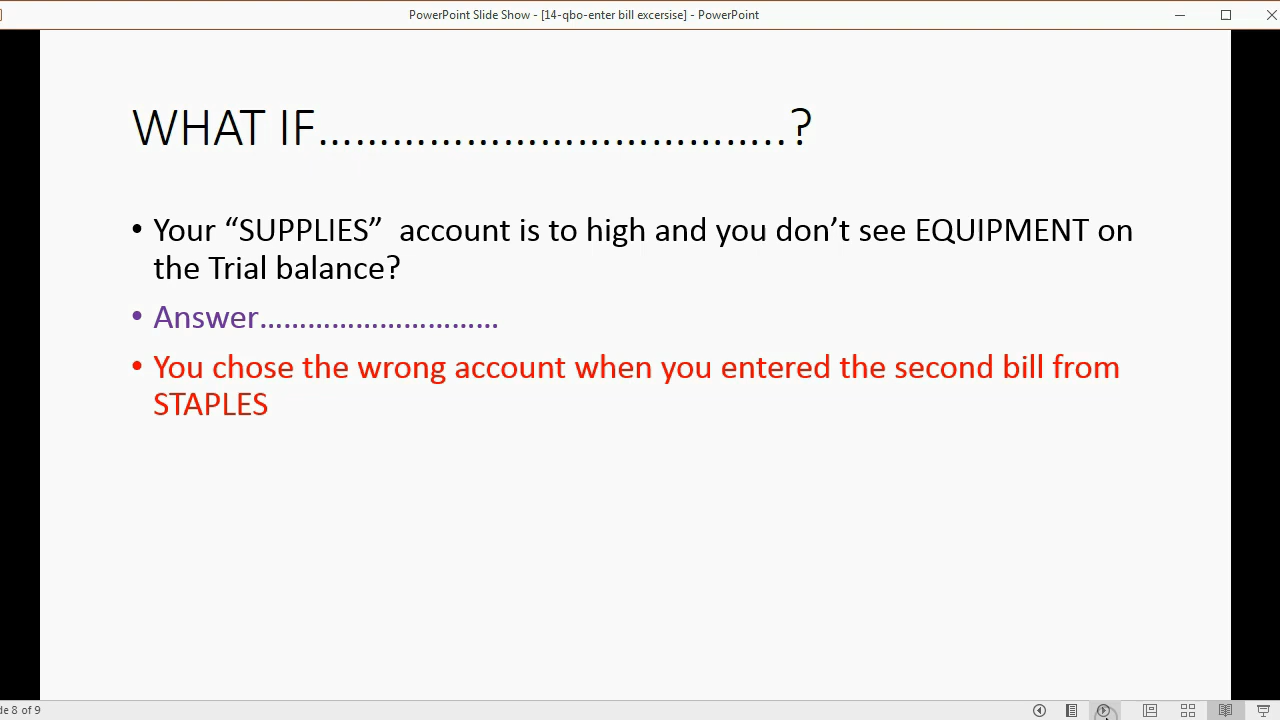 PowerPoint Slide Show - [14-qbo-enter bill excersise] - PowerPoint
WHAT IF……………………………………?
• Your “SUPPLIES”  account is to high and you don’t see EQUIPMENT on
the Trial balance?
• Answer…………………………
• You chose the wrong account when you entered the second bill from
STAPLES
de 8 of 9